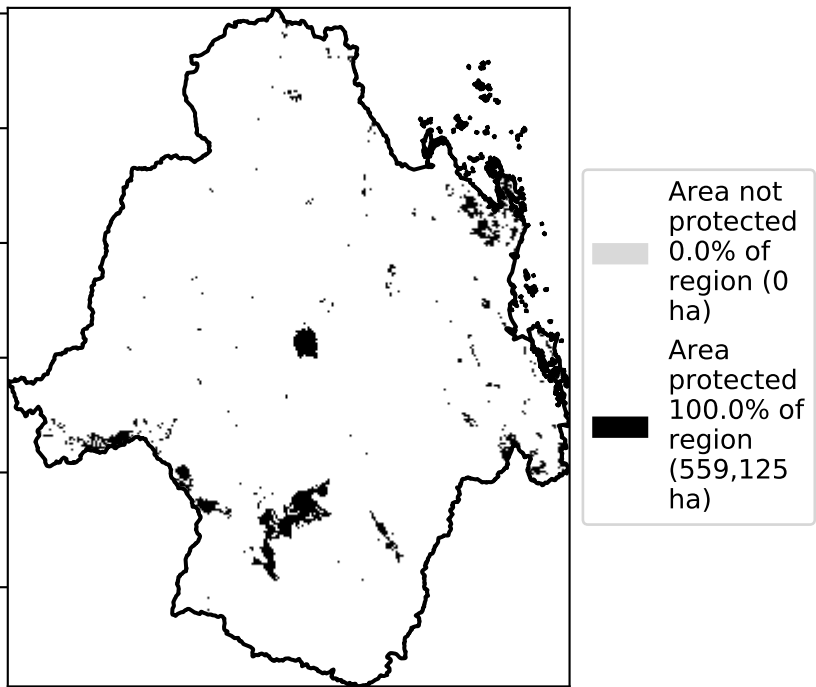 Area not
protected
0.0% of
region (0
ha)
Area
protected
100.0% of
region
(559,125
ha)